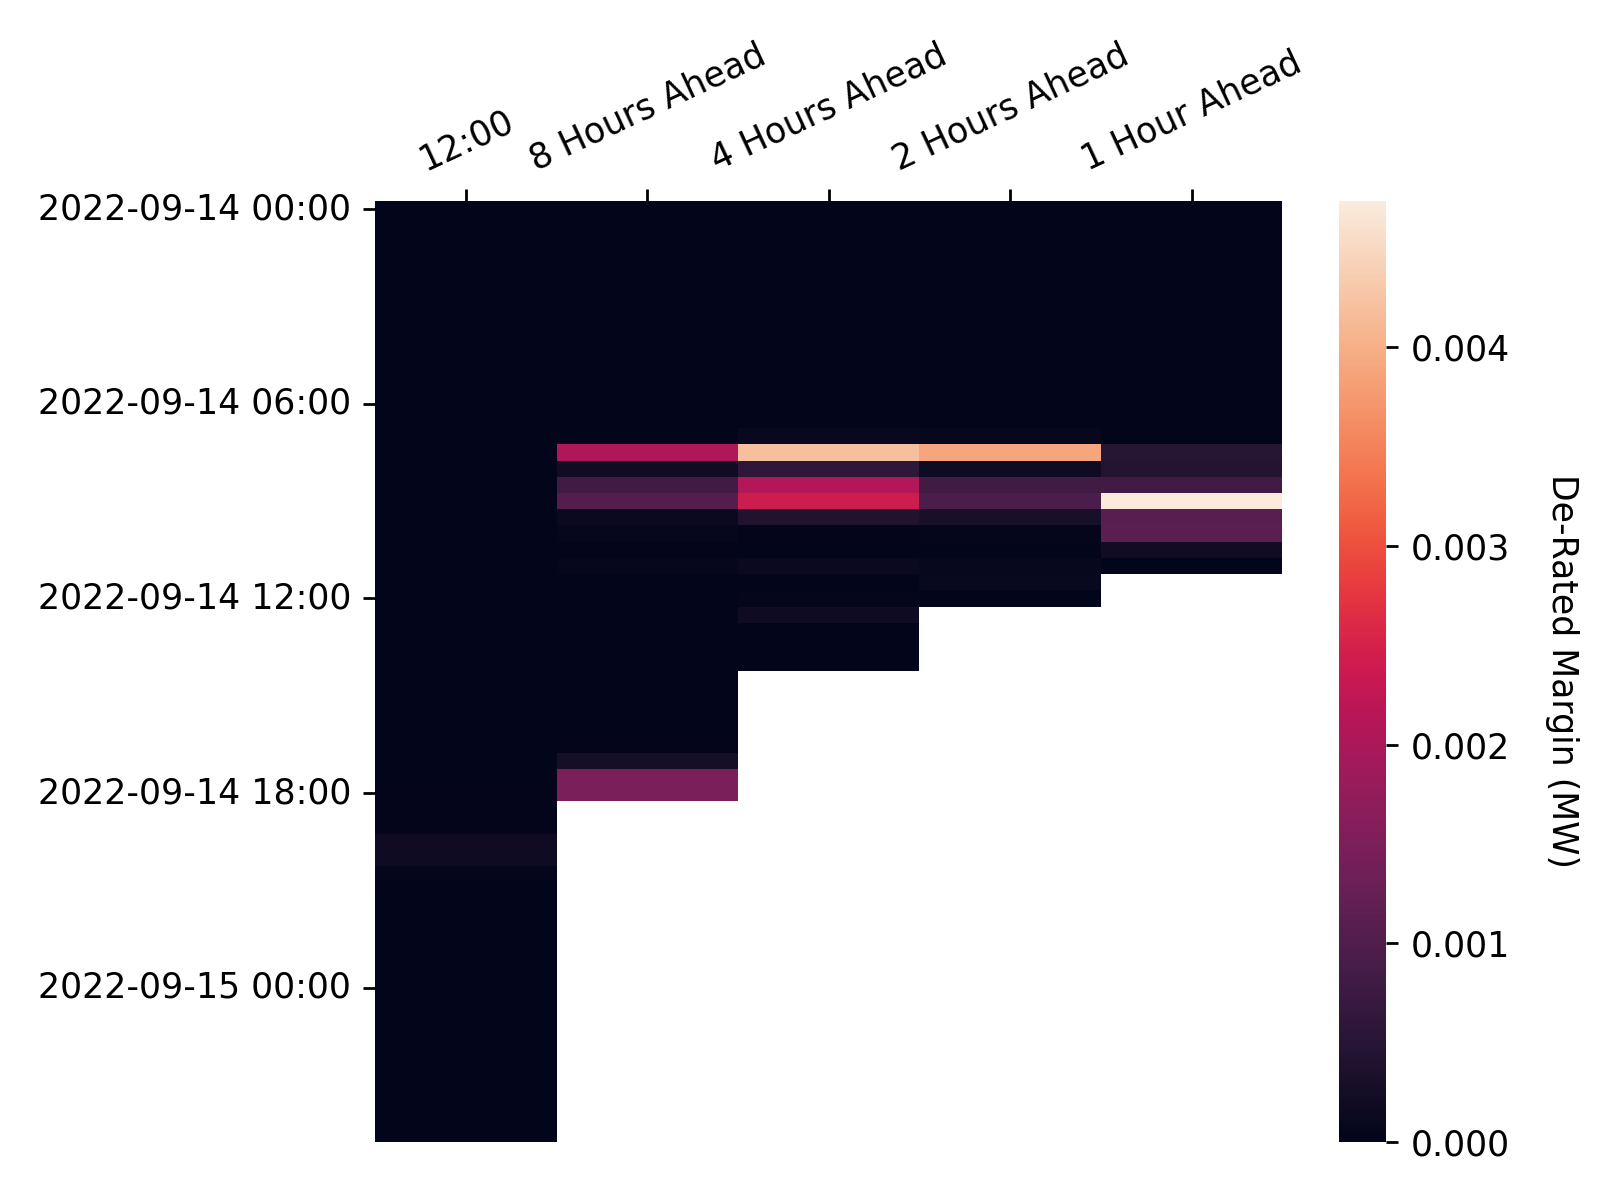 12:00
8 Hours Ahead
4 Hours Ahead
2 Hours Ahead
1 Hour Ahead
2022-09-14 00:00
2022-09-14 06:00
2022-09-14 12:00
2022-09-14 18:00
2022-09-15 00:00
0.004
0.003
0.002
0.001
0.000
De-Rated Margin (MW)